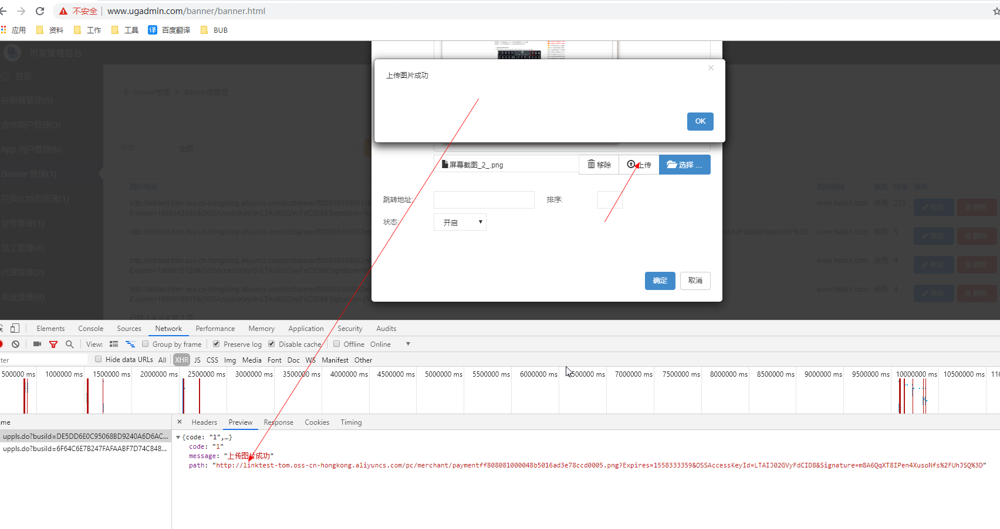 不安全 www.ugadmin.com/banner/banner.html
应用 资料 工作 工具 译 百度翻译 BUB
币友管理后台
首页
分销商管理(5)
合作商户管理(3)
App 用户管理(6)
Banner 管理(1)
兑换比特币管理(1)
财务管理(1)
员工管理(4)
代理管理(2)
系统管理(8)
Banner管理 > Banner图管理
状态: 全部
图片地址 跳转地址 状态 排序 操作
http://linktest-tom.oss-cn-hongkong.aliyuncs.com/pc/banner/ff8080810000116 www.hello1.com 停用 223 修改 删除
Expires=1868842665&OSSAccessKeyId=LTAIJ02GVyFdCID8&Signature=%
http://linktest-tom.oss-cn-hongkong.aliyuncs.com/pc/banner/ff80808100002eb GAJPUpfaB1papUXY%3D www.hello1.com 启用 5 修改 删除
http://linktest-tom.oss-cn-hongkong.aliyuncs.com/pc/banner/ff80808100002eb www.hello1.com 启用 4 修改 删除
Expires=1869018120&OSSAccessKeyId=LTAIJ02GVyFdCID8&Signature=9
http://linktest-tom.oss-cn-hongkong.aliyuncs.com/pc/banner/ff80808100002eb www.hello1.com 启用 4 修改 删除
Expires=1869018615&OSSAccessKeyId=LTAIJ02GVyFdCID8&Signature=y
行数 1-4 of 4 共 1 页
上传图片成功
×
OK
屏幕截图_2_.png 移除 上传 选择 ...
跳转地址: 排序:
状态: 开启
确定 取消
Elements Console Sources Network Performance Memory Application Security Audits
View: Group by frame Preserve log Disable cache Offline Online
ter Hide data URLs All XHR JS CSS Img Media Font Doc WS Manifest Other
500000 ms 1000000 ms 1500000 ms 2000000 ms 2500000 ms 3000000 ms 3500000 ms 4000000 ms 4500000 ms 5000000 ms 5500000 ms 6000000 ms 6500000 ms 7000000 ms 7500000 ms 8000000 ms 8500000 ms 9000000 ms 9500000 ms 10000000 ms 10500000 ms 110
me × Headers Preview Response Cookies Timing
uppls.do?busiId=DE5DD6E0C95068BD9240A6D6AC...
uppls.do?busiId=6F64C6E7B247FAFAABF7D74C848...
{code: "1",…}
code: "1"
message: "上传图片成功"
path: "http://linktest-tom.oss-cn-hongkong.aliyuncs.com/pc/merchant/paymentff808081000048b5016ad3e78ccd0005.png?Expires=1558333359&OSSAccessKeyId=LTAIJ02GVyFdCID8&Signature=m8A6QqXT8IPen4XusoNfs%2FUhJSQ%3D"